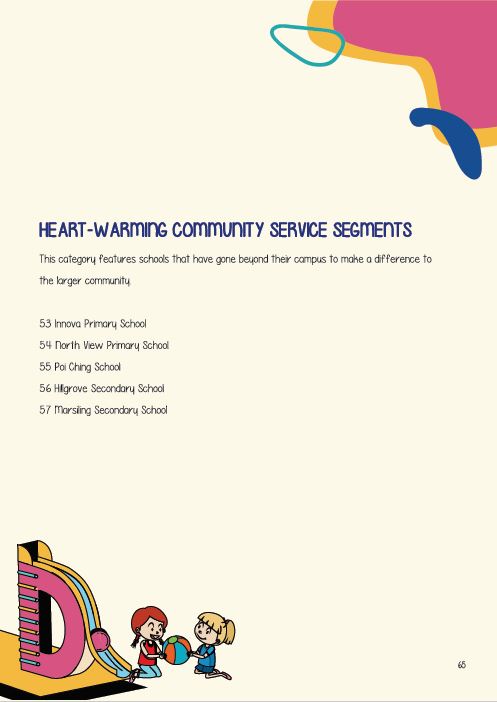 HEART-WARMING COMMUNITY SERVICE SEGMENTS
This category features schools that have gone beyond their campus to make a difference to
the larger community.
53 Innova Primary School
54 North View Primary School
55 Poi Ching School
56 Hillgrove Secondary School
57 Marsiling Secondary School
D
65